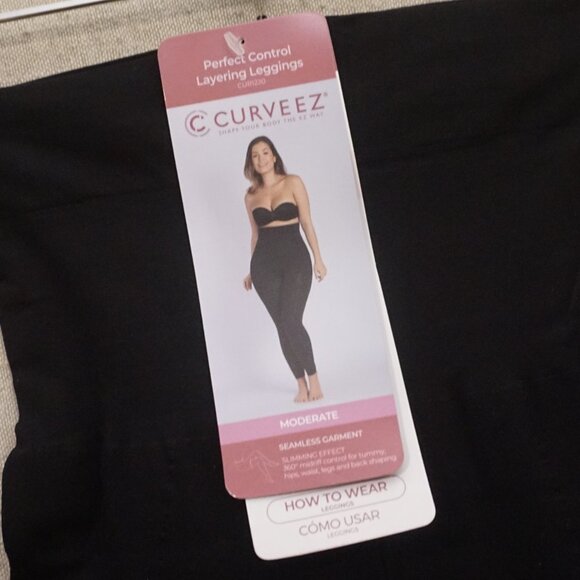 Perfect Control
Layering Leggings
CURVEEZ®
SHAPE YOUR BODY THE EZ WAY
MODERATE
SEAMLESS GARMENT
SLIMMING EFFECT
360° midroll control for tummy,
hips, waist, legs and back shaping
HOW TO WEAR
LEGGINGS
CÓMO USAR
LEGGINGS